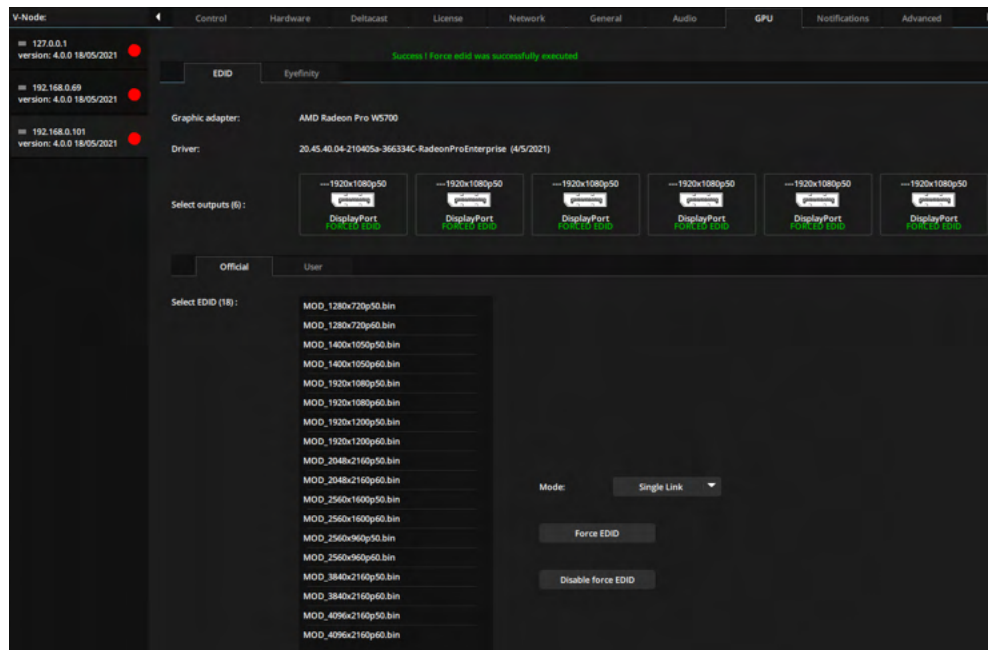 V-Node:
Control Hardware Deltacast License Network General Audio GPU Notifications Advanced
127.0.0.1
version: 4.0.0 18/05/2021
192.168.0.69
version: 4.0.0 18/05/2021
192.168.0.101
version: 4.0.0 18/05/2021
Success ! Force edid was successfully executed
EDID Eyefinity
Graphic adapter: AMD Radeon Pro W5700
Driver: 20.45.40.04-210405a-366334C-RadeonProEnterprise (4/5/2021)
Select outputs (6) :
---1920x1080p50 ---1920x1080p50 ---1920x1080p50 ---1920x1080p50 ---1920x1080p50 ---1920x1080p50
DisplayPort DisplayPort DisplayPort DisplayPort DisplayPort DisplayPort
FORCED EDID FORCED EDID FORCED EDID FORCED EDID FORCED EDID FORCED EDID
Official User
Select EDID (18) :
MOD_1280x720p50.bin
MOD_1280x720p60.bin
MOD_1400x1050p50.bin
MOD_1400x1050p60.bin
MOD_1920x1080p50.bin
MOD_1920x1080p60.bin
MOD_1920x1200p50.bin
MOD_1920x1200p60.bin
MOD_2048x2160p50.bin
MOD_2048x2160p60.bin
MOD_2560x1600p50.bin
MOD_2560x1600p60.bin
MOD_2560x960p50.bin
MOD_2560x960p60.bin
MOD_3840x2160p50.bin
MOD_3840x2160p60.bin
MOD_4096x2160p50.bin
MOD_4096x2160p60.bin
Mode: Single Link
Force EDID
Disable force EDID